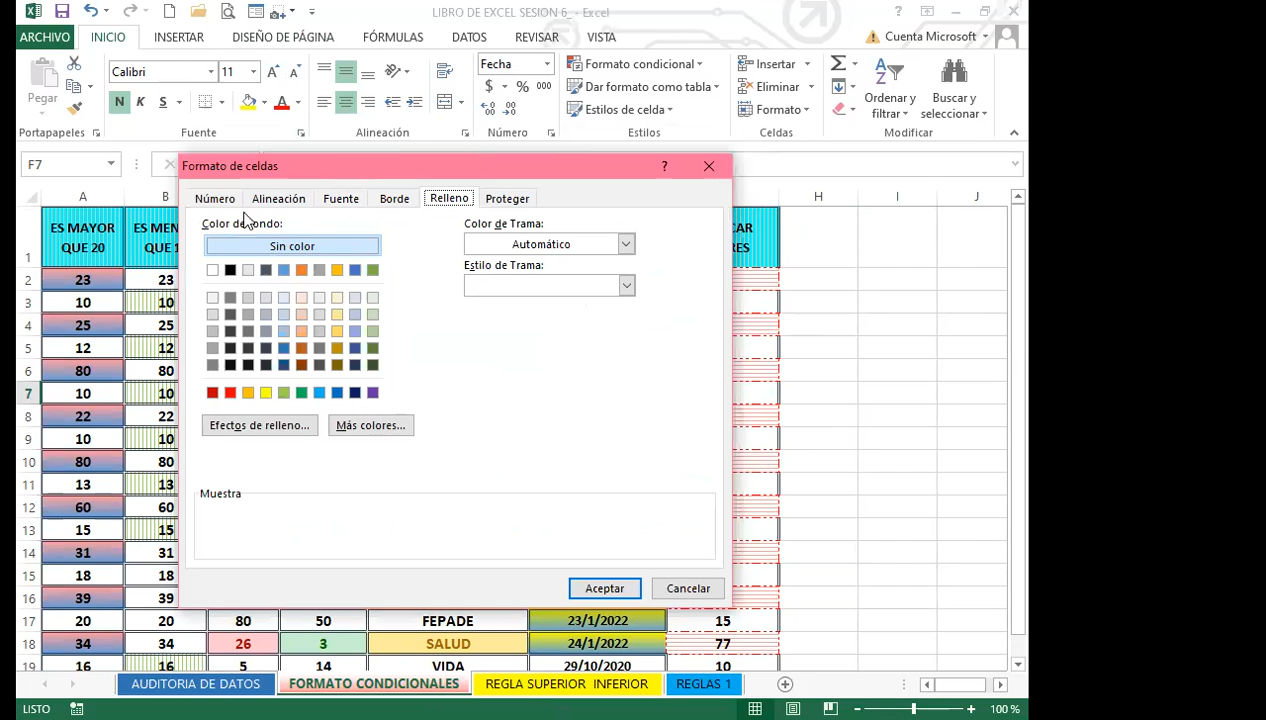 LIBRO DE EXCEL SESION 6_ - Excel
ARCHIVO INICIO INSERTAR DISEÑO DE PÁGINA FÓRMULAS DATOS REVISAR VISTA Cuenta Microsoft
Pegar
Calibri 11
N K S
Fecha
$ % 000
Formato condicional
Dar formato como tabla
Estilos de celda
Insertar
Eliminar
Formato
Ordenar y filtrar
Buscar y seleccionar
Portapapeles Fuente Alineación Número Estilos Celdas Modificar
F7
Formato de celdas
Número Alineación Fuente Borde Relleno Proteger
Color de fondo:
Sin color
Color de Trama:
Automático
Estilo de Trama:
Efectos de relleno... Más colores...
Muestra
Aceptar Cancelar
A B H I J
1 ES MAYOR QUE 20
2 23 23
3 10 10
4 25 25
5 12 12
6 80 80
7 10 10
8 22 22
9 10 10
10 80 80
11 13 13
12 60 60
13 15 15
14 31 31
15 18 18
16 39 39
17 20 20 80 50 FEPADE 23/1/2022 15
18 34 34 26 3 SALUD 24/1/2022 77
19 16 16 5 14 VIDA 29/10/2020 10
AUDITORIA DE DATOS FORMATO CONDICIONALES REGLA SUPERIOR INFERIOR REGLAS 1
LISTO 100 %